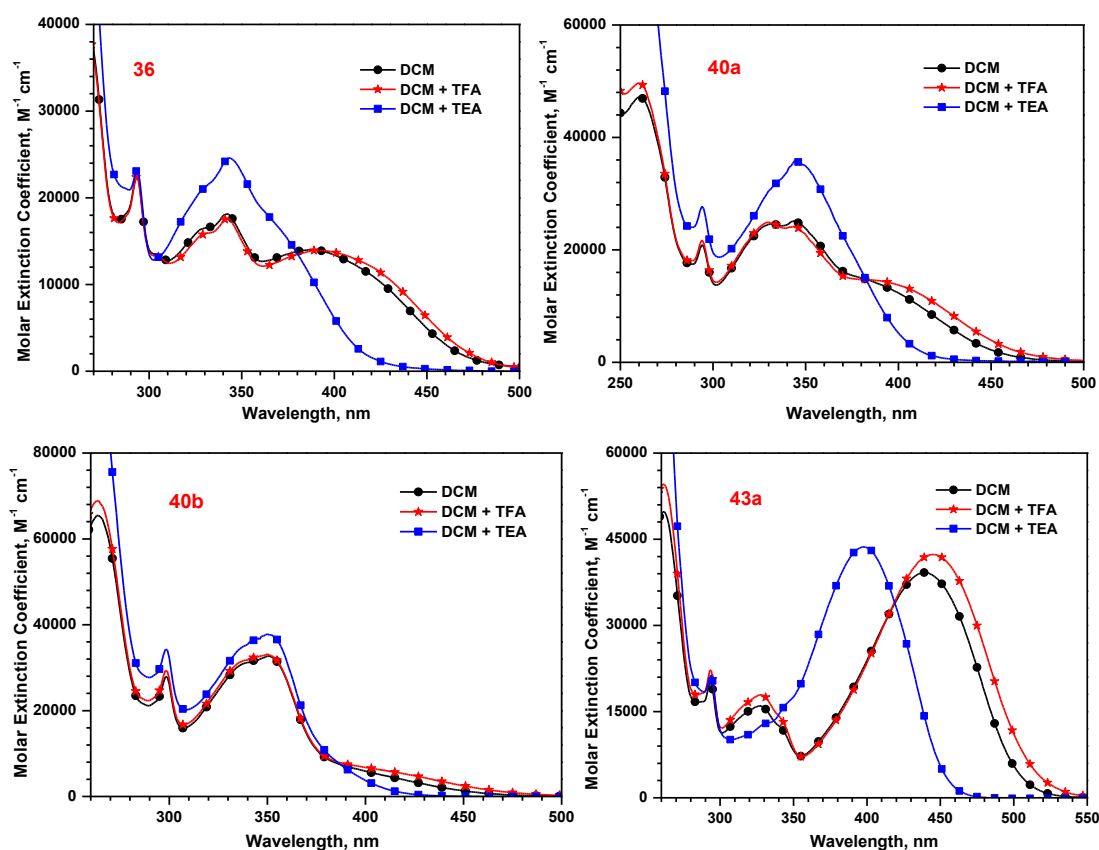 36
DCM
DCM + TFA
DCM + TEA
40000
30000
20000
10000
0
Molar Extinction Coefficient, M⁻¹ cm⁻¹
300
350
400
450
500
Wavelength, nm
40a
DCM
DCM + TFA
DCM + TEA
60000
40000
20000
0
Molar Extinction Coefficient, M⁻¹ cm⁻¹
250
300
350
400
450
500
Wavelength, nm
40b
DCM
DCM + TFA
DCM + TEA
80000
60000
40000
20000
0
Molar Extinction Coefficient, M⁻¹ cm⁻¹
300
350
400
450
500
Wavelength, nm
43a
DCM
DCM + TFA
DCM + TEA
60000
45000
30000
15000
0
Molar Extinction Coefficient, M⁻¹ cm⁻¹
300
350
400
450
500
550
Wavelength, nm